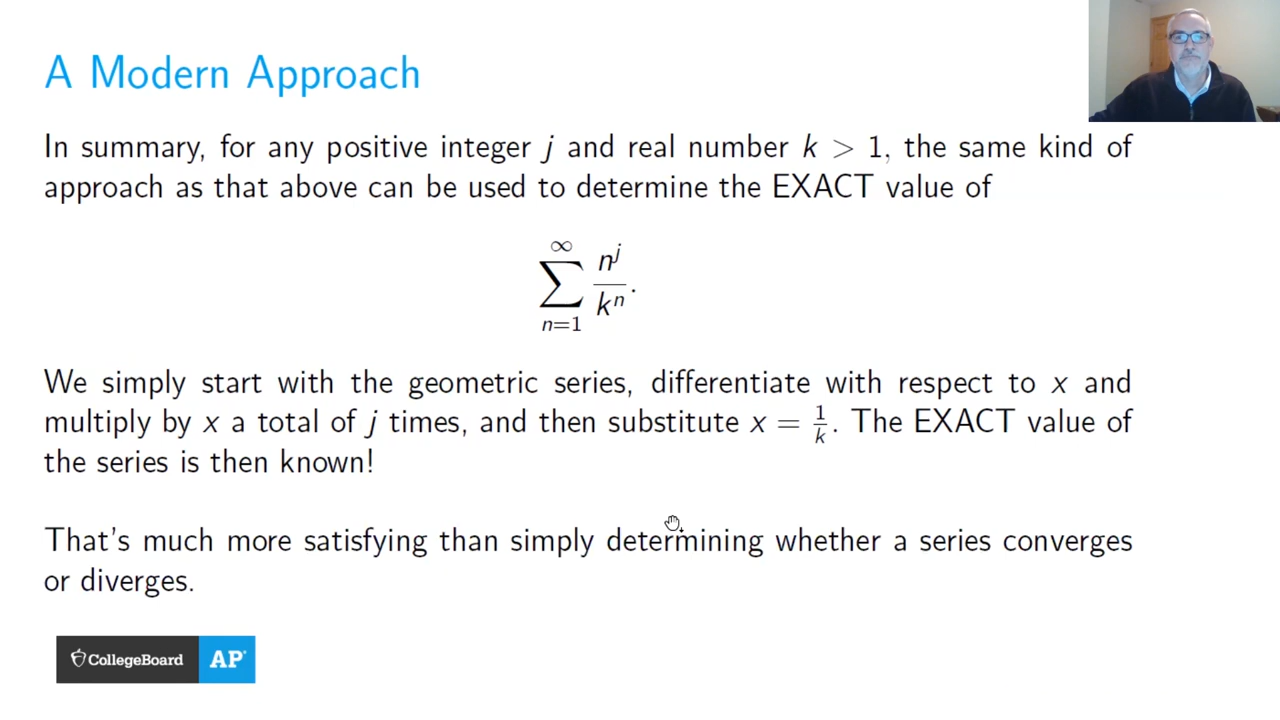 A Modern Approach
In summary, for any positive integer j and real number k > 1, the same kind of
approach as that above can be used to determine the EXACT value of
∞
∑ n^j / k^n .
n=1
We simply start with the geometric series, differentiate with respect to x and
multiply by x a total of j times, and then substitute x = 1/k. The EXACT value of
the series is then known!
That's much more satisfying than simply determining whether a series converges
or diverges.
CollegeBoard AP®